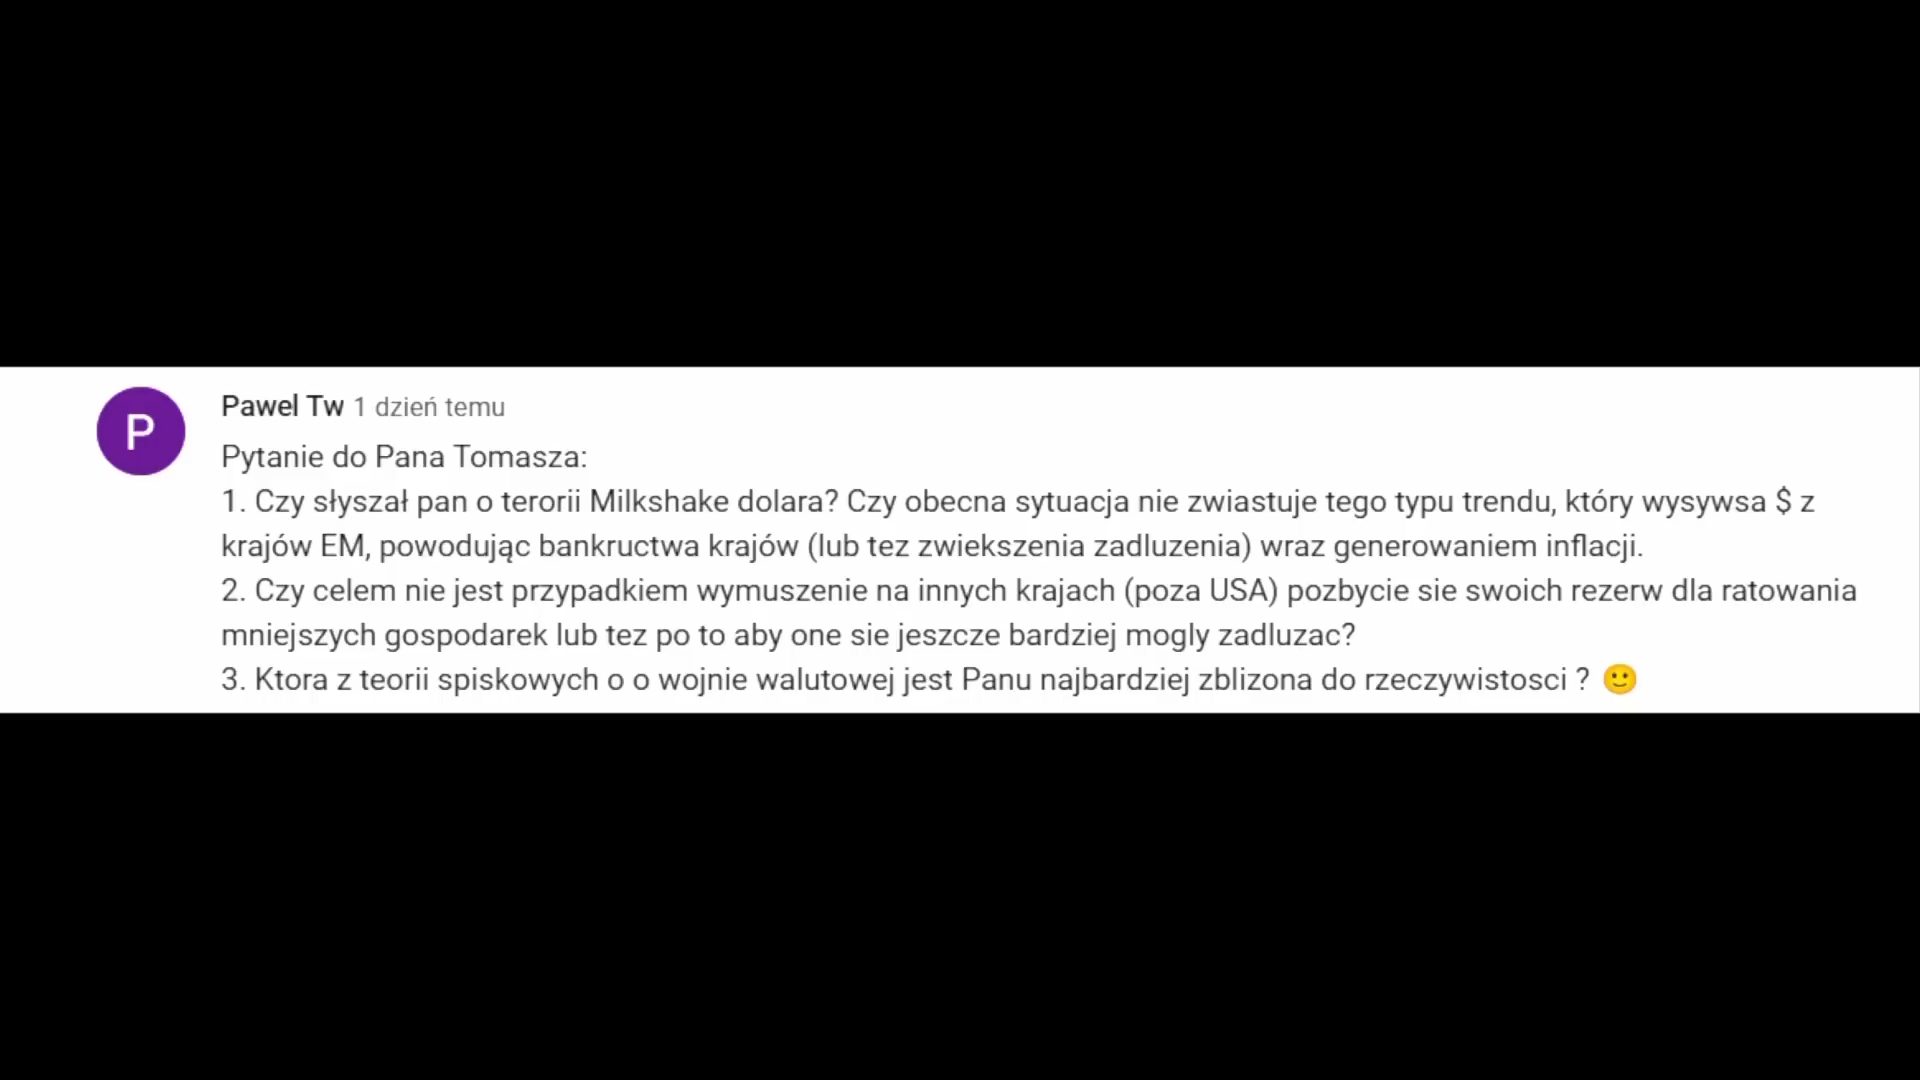 P
Pawel Tw 1 dzień temu
Pytanie do Pana Tomasza:
1. Czy słyszał pan o terorii Milkshake dolara? Czy obecna sytuacja nie zwiastuje tego typu trendu, który wysywsa $ z
krajów EM, powodując bankructwa krajów (lub tez zwiekszenia zadluzenia) wraz generowaniem inflacji.
2. Czy celem nie jest przypadkiem wymuszenie na innych krajach (poza USA) pozbycie sie swoich rezerw dla ratowania
mniejszych gospodarek lub tez po to aby one sie jeszcze bardziej mogly zadluzac?
3. Ktora z teorii spiskowych o o wojnie walutowej jest Panu najbardziej zblizona do rzeczywistosci ? 🙂